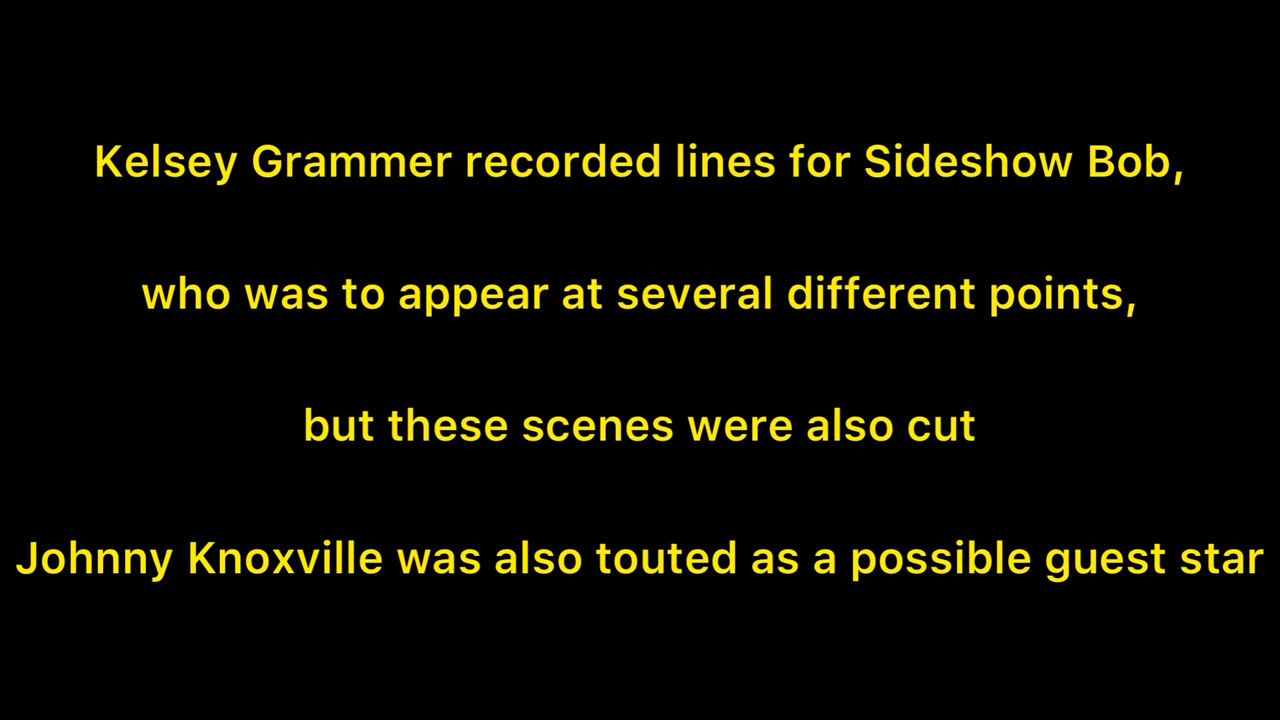 Kelsey Grammer recorded lines for Sideshow Bob,
who was to appear at several different points,
but these scenes were also cut
Johnny Knoxville was also touted as a possible guest star